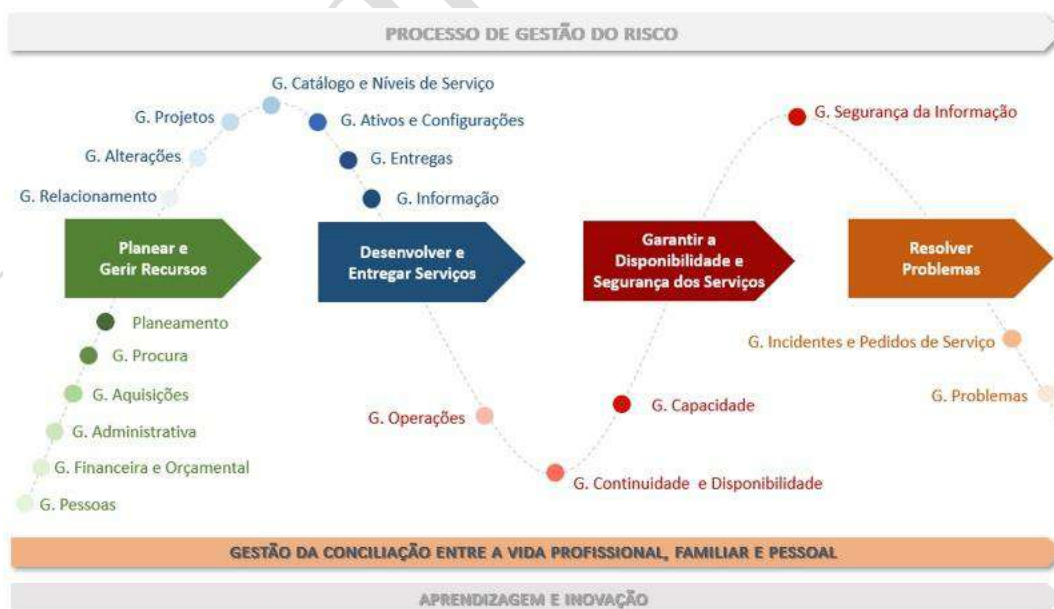 PROCESSO DE GESTÃO DO RISCO
G. Catálogo e Níveis de Serviço
G. Projetos
G. Ativos e Configurações
G. Segurança da Informação
G. Alterações
G. Entregas
G. Relacionamento
G. Informação
Planear e
Gerir Recursos
Desenvolver e
Entregar Serviços
Garantir a
Disponibilidade e
Segurança dos Serviços
Resolver
Problemas
Planeamento
G. Procura
G. Incidentes e Pedidos de Serviço
G. Aquisições
G. Problemas
G. Operações
G. Capacidade
G. Administrativa
G. Financeira e Orçamental
G. Continuidade e Disponibilidade
G. Pessoas
GESTÃO DA CONCILIAÇÃO ENTRE A VIDA PROFISSIONAL, FAMILIAR E PESSOAL
APRENDIZAGEM E INOVAÇÃO